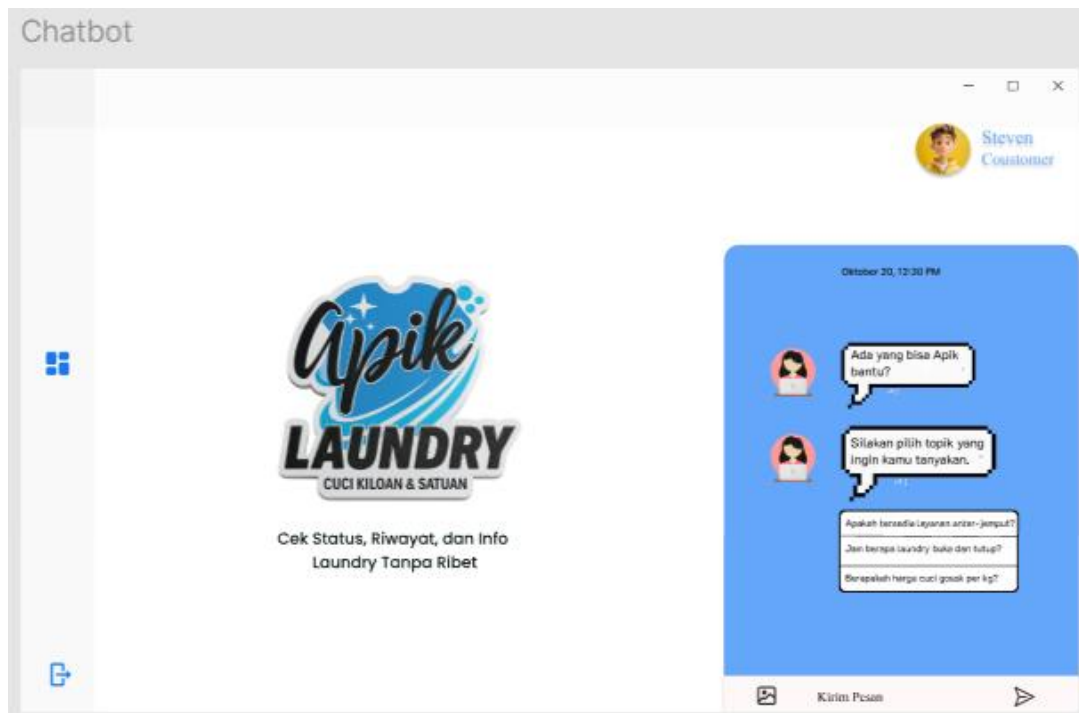 Chatbot
Steven
Coustomer
Oktober 20, 12:30 PM
Apik
LAUNDRY
CUCI KILOAN & SATUAN
Cek Status, Riwayat, dan Info
Laundry Tanpa Ribet
Ada yang bisa Apik
bantu?
Silakan pilih topik yang
ingin kamu tanyakan.
Apakah tersedia layanan antar-jemput?
Jam berapa laundry buka dan tutup?
Berapakah harga cuci gosok per kg?
Kirim Pesan